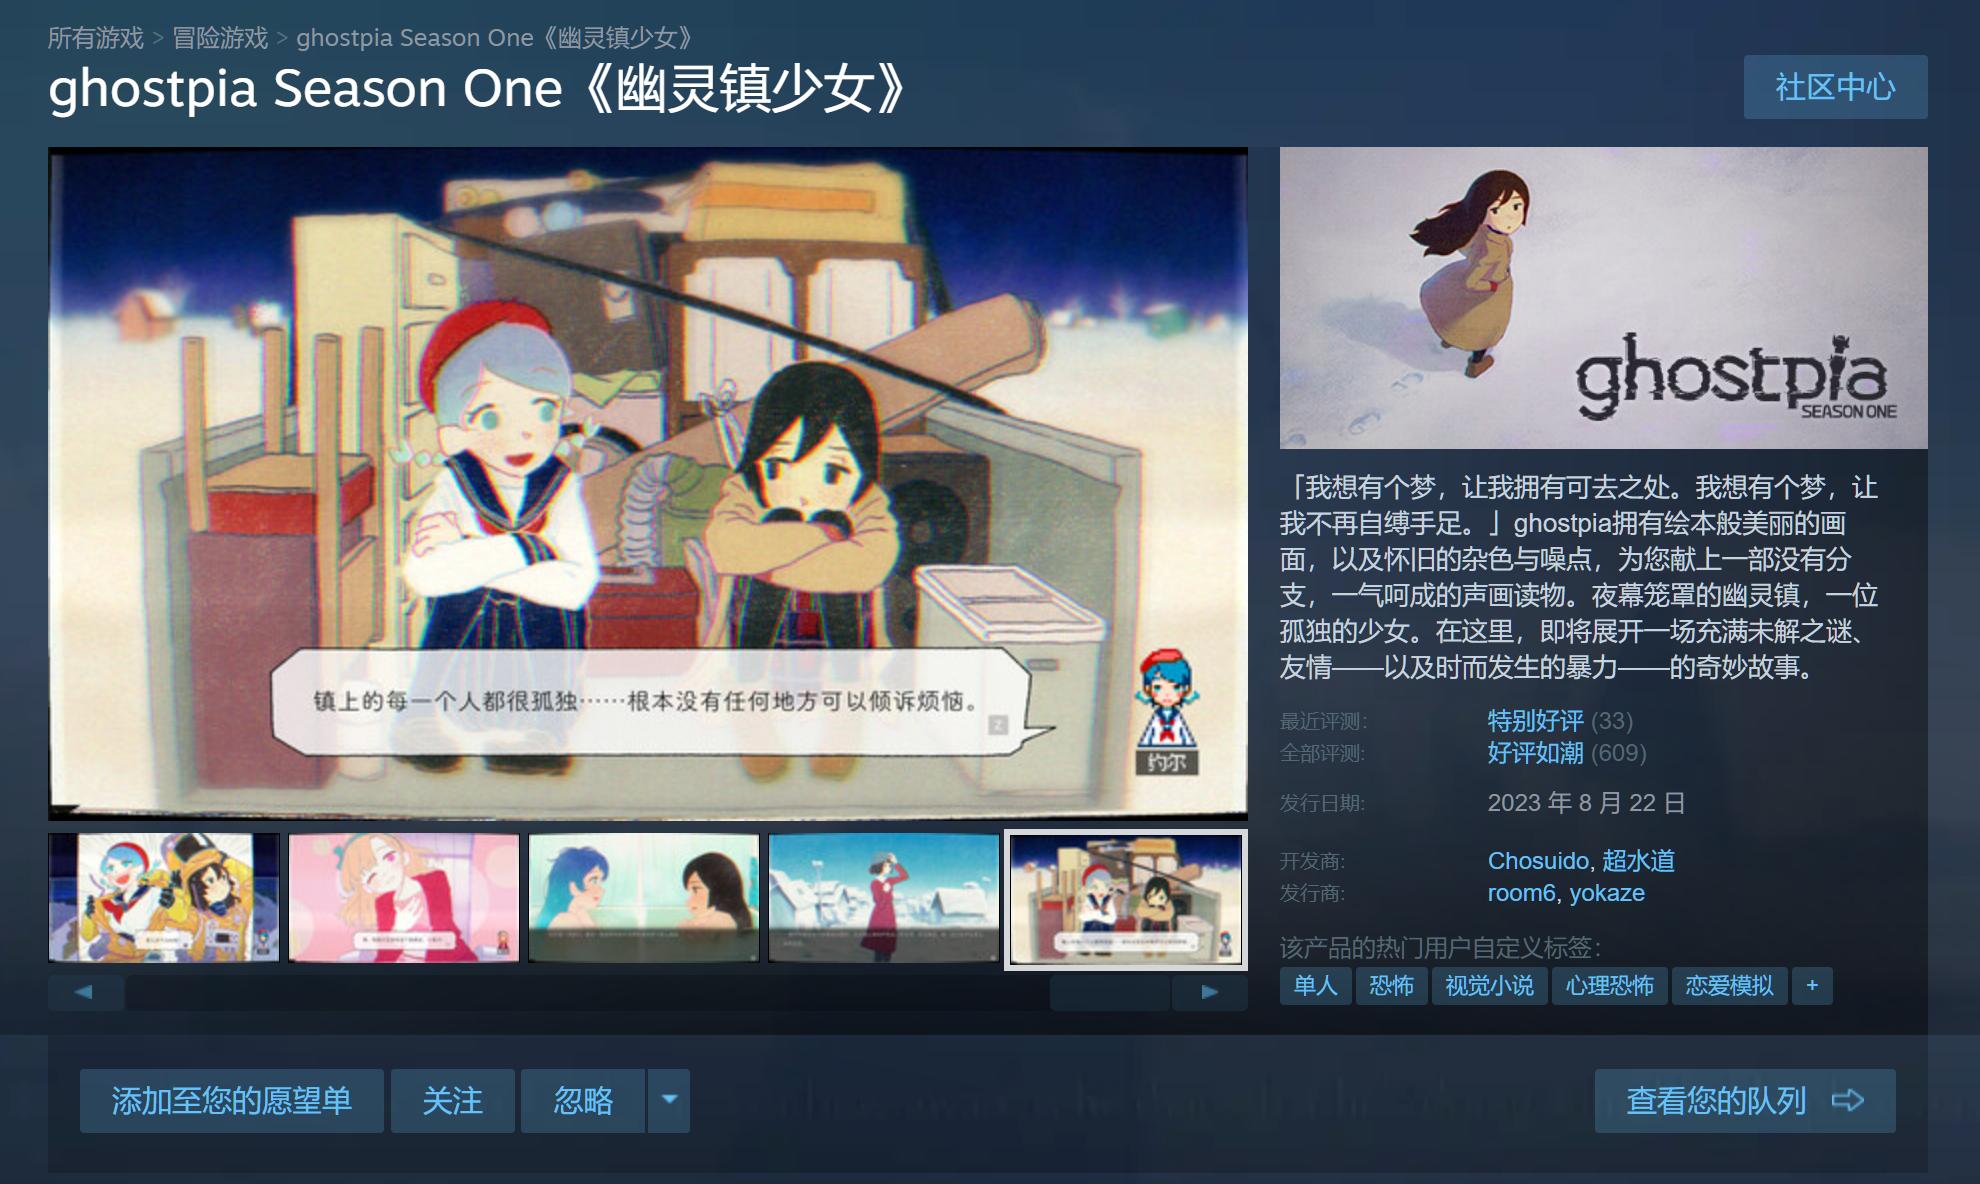 所有游戏 > 冒险游戏 > ghostpia Season One《幽灵镇少女》
ghostpia Season One《幽灵镇少女》
社区中心
镇上的每一个人都很孤独……根本没有任何地方可以倾诉烦恼。
Z
约尔
ghostpia
SEASON ONE
「我想有个梦，让我拥有可去之处。我想有个梦，让
我不再自缚手足。」ghostpia拥有绘本般美丽的画
面，以及怀旧的杂色与噪点，为您献上一部没有分
支，一气呵成的声画读物。夜幕笼罩的幽灵镇，一位
孤独的少女。在这里，即将展开一场充满未解之谜、
友情——以及时而发生的暴力——的奇妙故事。
最近评测: 特别好评 (33)
全部评测: 好评如潮 (609)
发行日期: 2023 年 8 月 22 日
开发商: Chosuido, 超水道
发行商: room6, yokaze
该产品的热门用户自定义标签:
单人 恐怖 视觉小说 心理恐怖 恋爱模拟 +
添加至您的愿望单 关注 忽略 查看您的队列